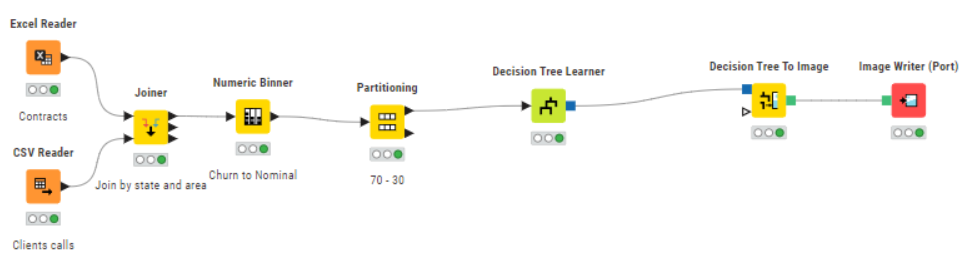 Excel Reader
Contracts
CSV Reader
Clients calls
Joiner
Join by state and area
Numeric Binner
Churn to Nominal
Partitioning
70 - 30
Decision Tree Learner
Decision Tree To Image
Image Writer (Port)